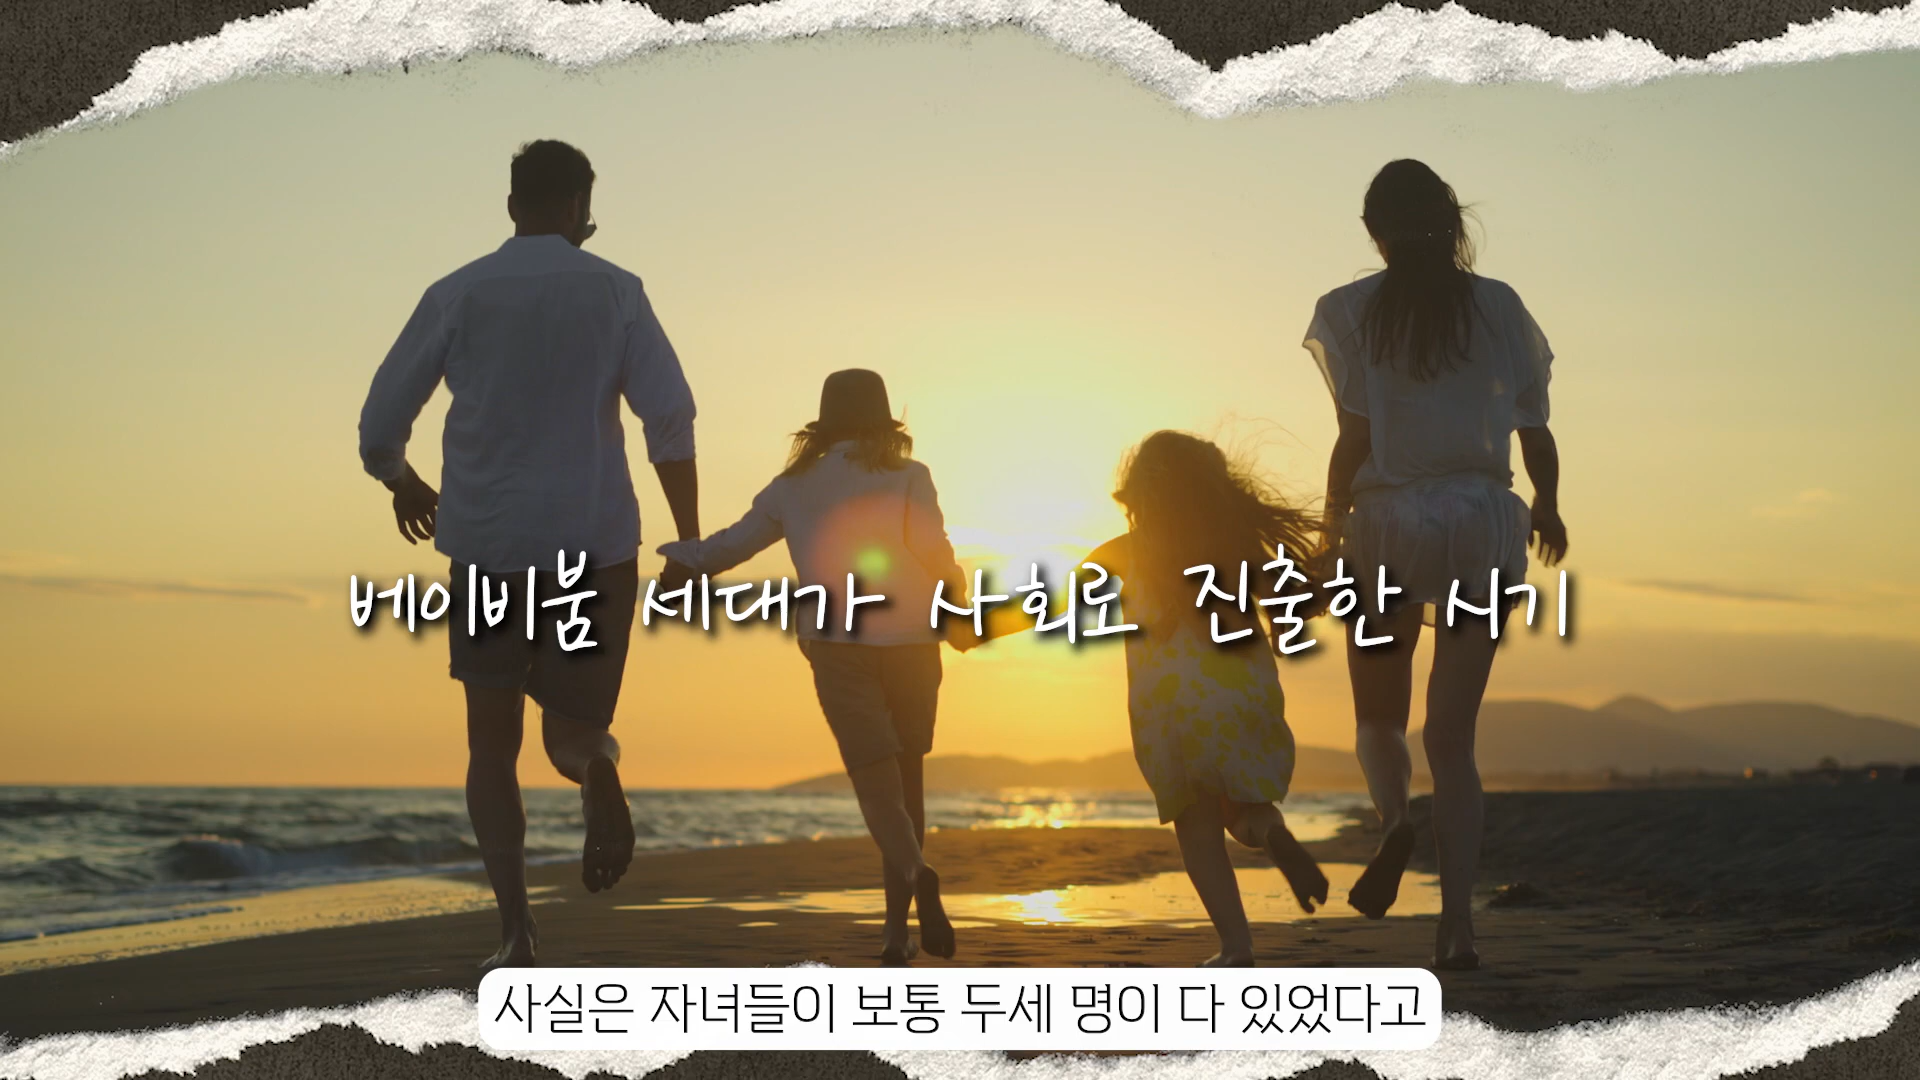 베이비붐 세대가 사회로 진출한 시기
사실은 자녀들이 보통 두세 명이 다 있었다고